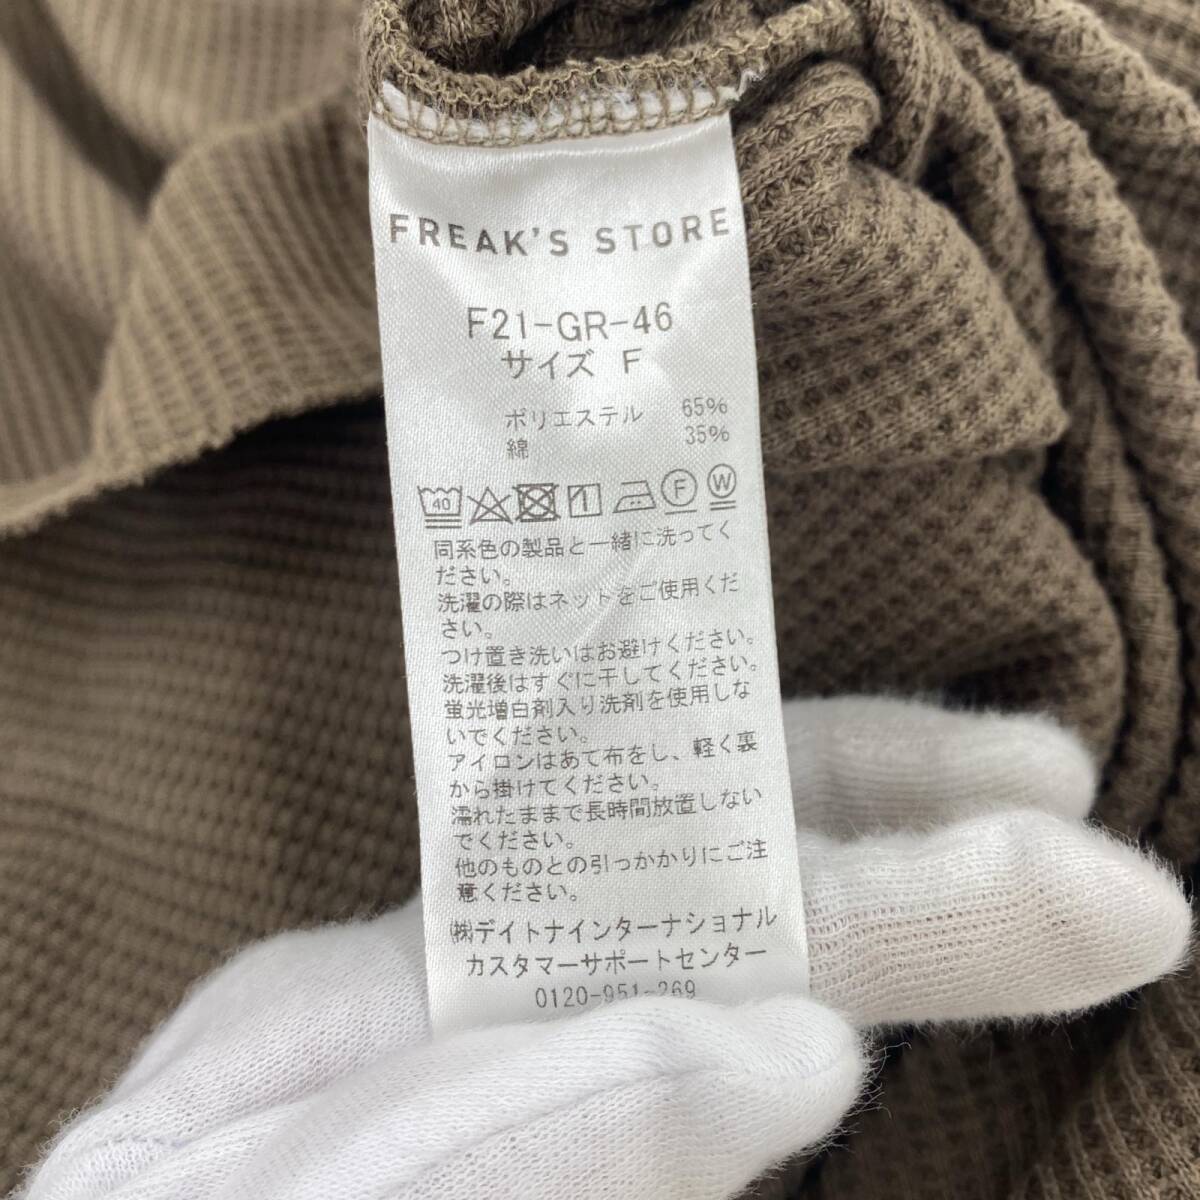 FREAK'S STORE
F21-GR-46
サイズ F
ポリエステル 65%
綿 35%
40 F W
同系色の製品と一緒に洗ってく
ださい。
洗濯の際はネットをご使用くだ
さい。
つけ置き洗いはお避けください。
洗濯後はすぐに干してください。
蛍光増白剤入り洗剤を使用しな
いでください。
アイロンはあて布をし、軽く裏
から掛けてください。
濡れたままで長時間放置しない
でください。
他のものとの引っかかりにご注
意ください。
㈱デイトナインターナショナル
カスタマーサポートセンター
0120-951-269